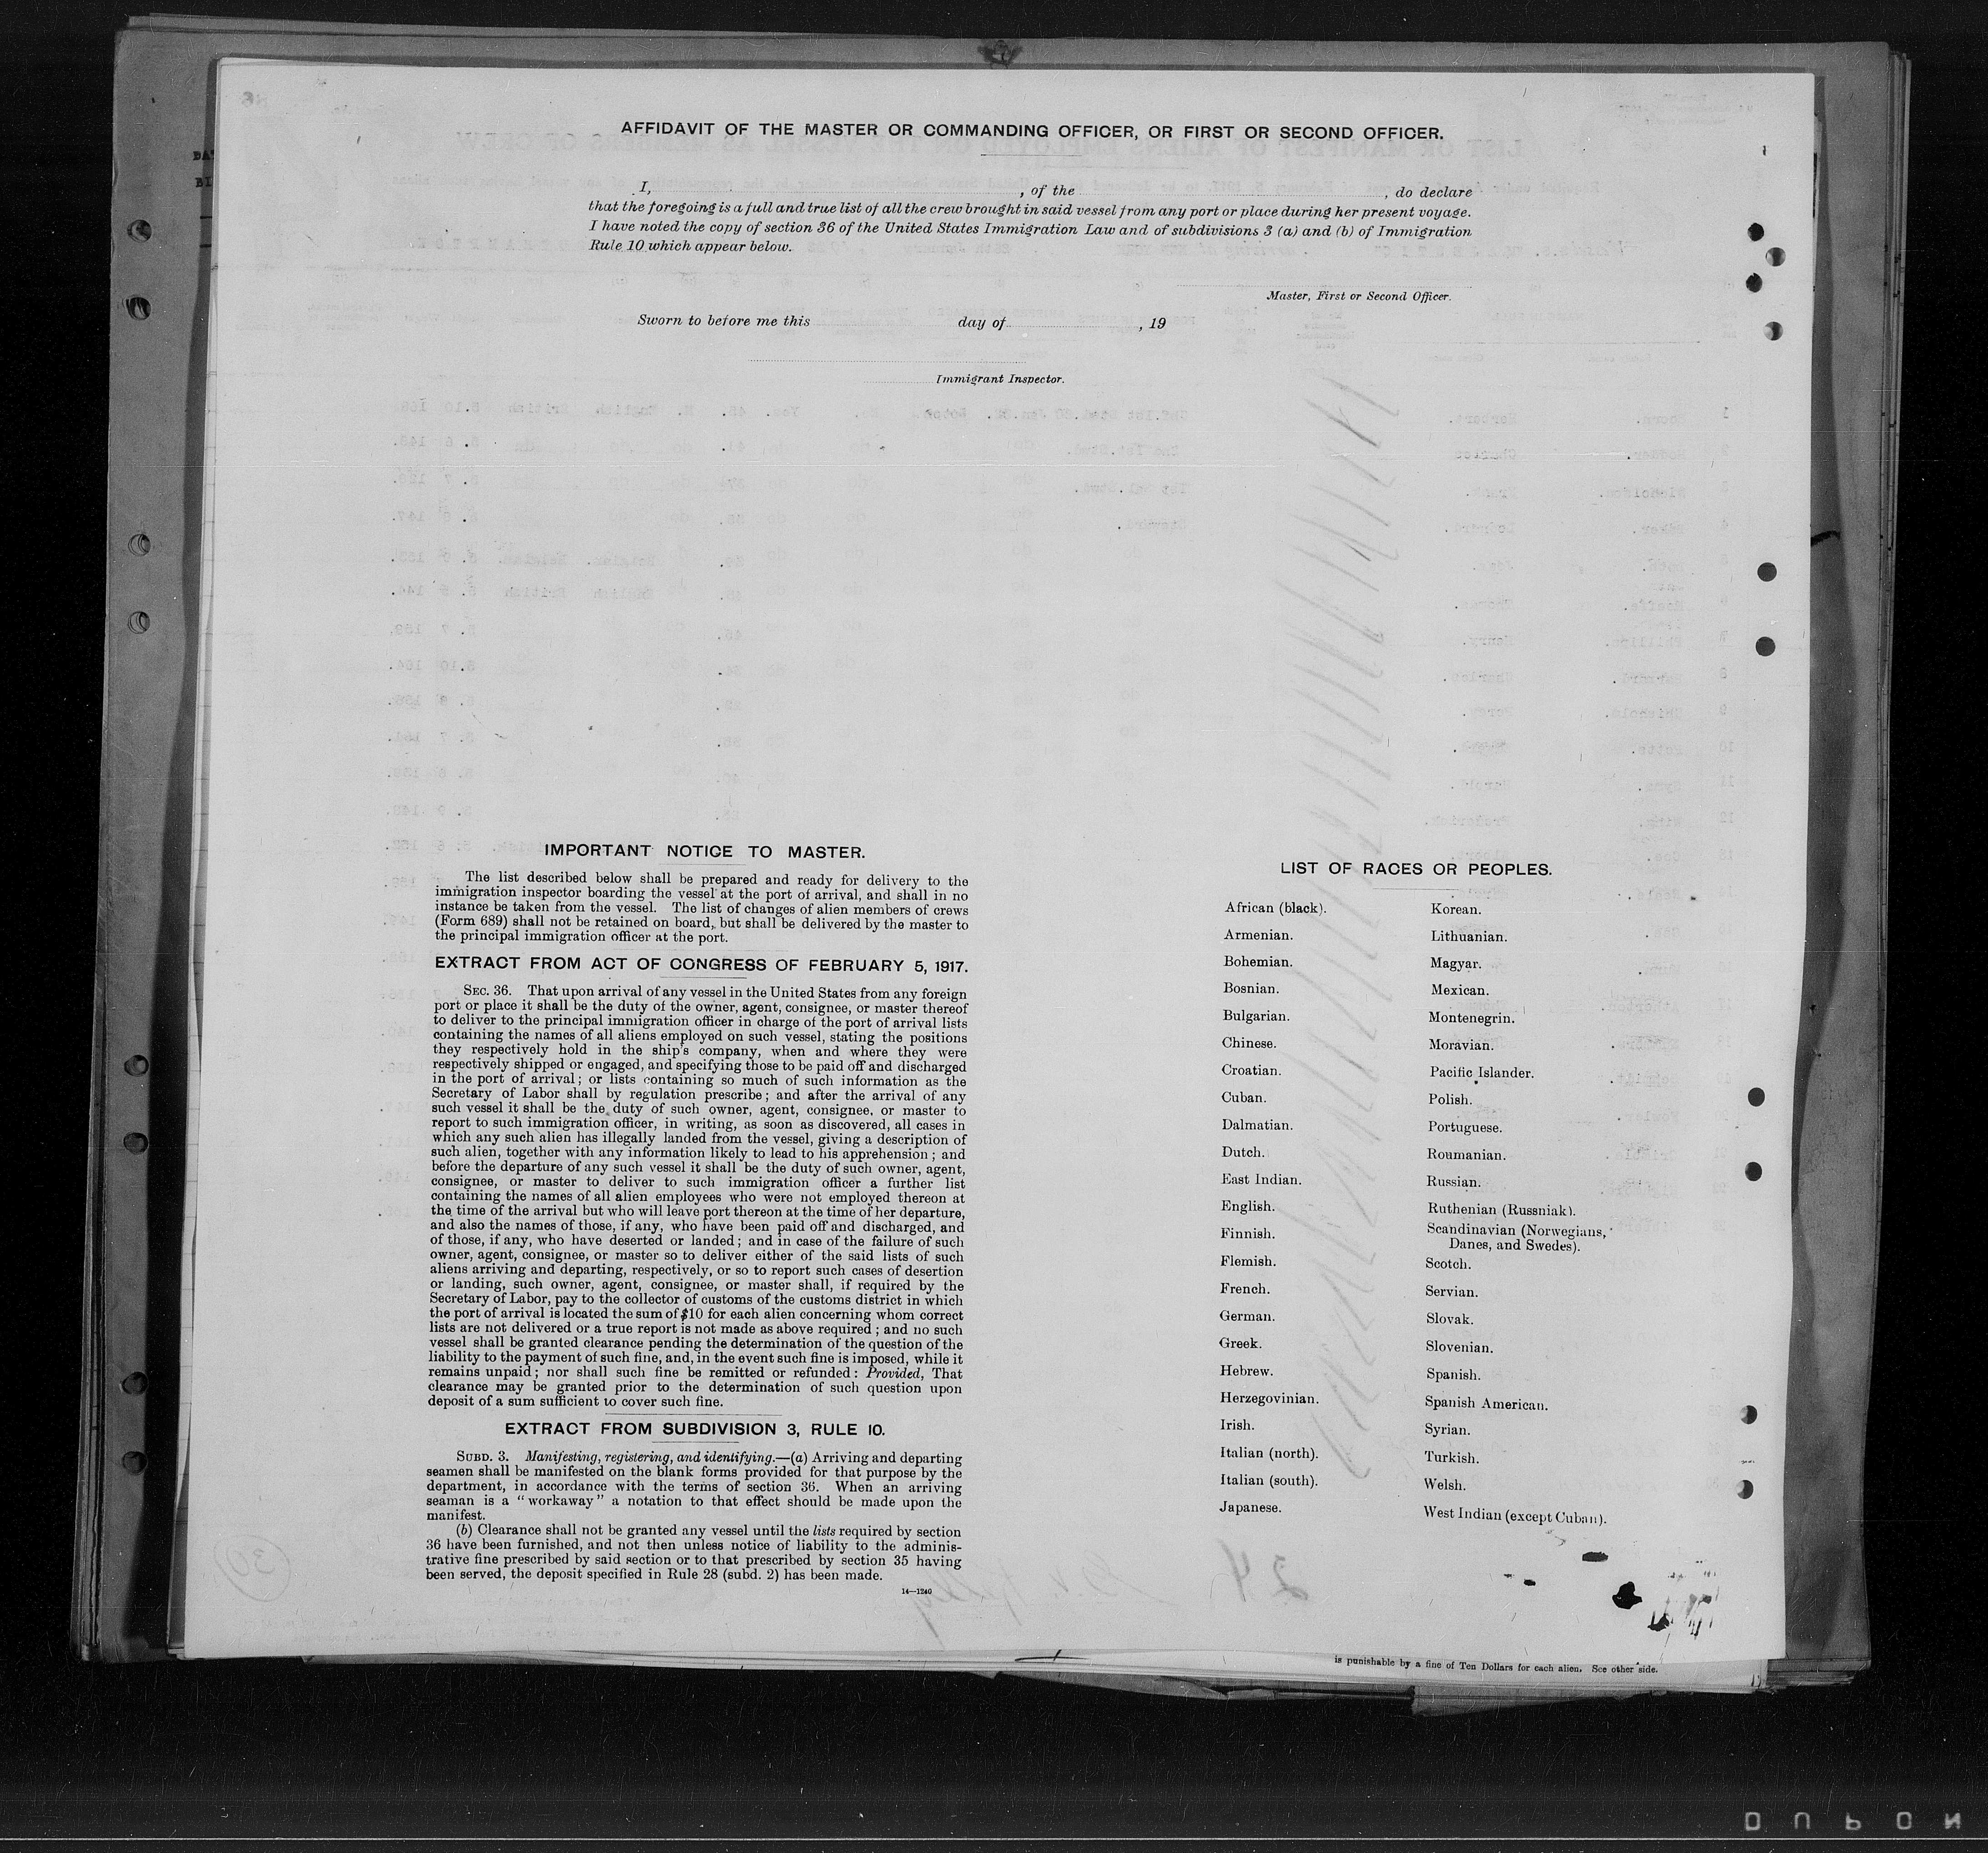 AFFIDAVIT OF THE MASTER OR COMMANDING OFFICER, OR FIRST OR SECOND OFFICER.
I, , of the , do declare
that the foregoing is a full and true list of all the crew brought in said vessel from any port or place during her present voyage.
I have noted the copy of section 36 of the United States Immigration Law and of subdivisions 3 (a) and (b) of Immigration
Rule 10 which appear below.
Master, First or Second Officer.
Sworn to before me this day of , 19
Immigrant Inspector.
IMPORTANT NOTICE TO MASTER.
The list described below shall be prepared and ready for delivery to the
immigration inspector boarding the vessel at the port of arrival, and shall in no
instance be taken from the vessel. The list of changes of alien members of crews
(Form 689) shall not be retained on board, but shall be delivered by the master to
the principal immigration officer at the port.
EXTRACT FROM ACT OF CONGRESS OF FEBRUARY 5, 1917.
SEC. 36. That upon arrival of any vessel in the United States from any foreign
port or place it shall be the duty of the owner, agent, consignee, or master thereof
to deliver to the principal immigration officer in charge of the port of arrival lists
containing the names of all aliens employed on such vessel, stating the positions
they respectively hold in the ship's company, when and where they were
respectively shipped or engaged, and specifying those to be paid off and discharged
in the port of arrival; or lists containing so much of such information as the
Secretary of Labor shall by regulation prescribe; and after the arrival of any
such vessel it shall be the duty of such owner, agent, consignee, or master to
report to such immigration officer, in writing, as soon as discovered, all cases in
which any such alien has illegally landed from the vessel, giving a description of
such alien, together with any information likely to lead to his apprehension; and
before the departure of any such vessel it shall be the duty of such owner, agent,
consignee, or master to deliver to such immigration officer a further list
containing the names of all alien employees who were not employed thereon at
the time of the arrival but who will leave port thereon at the time of her departure,
and also the names of those, if any, who have been paid off and discharged, and
of those, if any, who have deserted or landed; and in case of the failure of such
owner, agent, consignee, or master so to deliver either of the said lists of such
aliens arriving and departing, respectively, or so to report such cases of desertion
or landing, such owner, agent, consignee, or master shall, if required by the
Secretary of Labor, pay to the collector of customs of the customs district in which
the port of arrival is located the sum of $10 for each alien concerning whom correct
lists are not delivered or a true report is not made as above required; and no such
vessel shall be granted clearance pending the determination of the question of the
liability to the payment of such fine, and, in the event such fine is imposed, while it
remains unpaid; nor shall such fine be remitted or refunded: Provided, That
clearance may be granted prior to the determination of such question upon
deposit of a sum sufficient to cover such fine.
EXTRACT FROM SUBDIVISION 3, RULE 10.
SUBD. 3. Manifesting, registering, and identifying.—(a) Arriving and departing
seamen shall be manifested on the blank forms provided for that purpose by the
department, in accordance with the terms of section 36. When an arriving
seaman is a "workaway" a notation to that effect should be made upon the
manifest.
(b) Clearance shall not be granted any vessel until the lists required by section
36 have been furnished, and not then unless notice of liability to the adminis-
trative fine prescribed by said section or to that prescribed by section 35 having
been served, the deposit specified in Rule 28 (subd. 2) has been made.
14—1240
LIST OF RACES OR PEOPLES.
African (black).
Armenian.
Bohemian.
Bosnian.
Bulgarian.
Chinese.
Croatian.
Cuban.
Dalmatian.
Dutch.
East Indian.
English.
Finnish.
Flemish.
French.
German.
Greek.
Hebrew.
Herzegovinian.
Irish.
Italian (north).
Italian (south).
Japanese.
Korean.
Lithuanian.
Magyar.
Mexican.
Montenegrin.
Moravian.
Pacific Islander.
Polish.
Portuguese.
Roumanian.
Russian.
Ruthenian (Russniak).
Scandinavian (Norwegians,
Danes, and Swedes).
Scotch.
Servian.
Slovak.
Slovenian.
Spanish.
Spanish American.
Syrian.
Turkish.
Welsh.
West Indian (except Cuban).
is punishable by a fine of Ten Dollars for each alien. See other side.